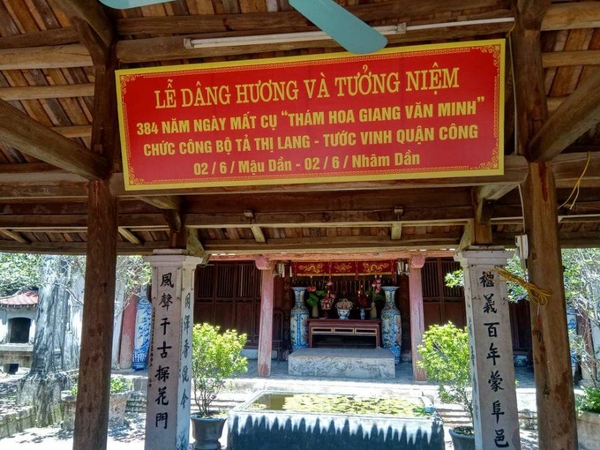 LỄ DÂNG HƯƠNG VÀ TƯỞNG NIỆM
384 NĂM NGÀY MẤT CỤ "THÁM HOA GIANG VĂN MINH"
CHỨC CÔNG BỘ TẢ THỊ LANG - TƯỚC VINH QUẬN CÔNG
02 / 6 / Mậu Dần - 02 / 6 / Nhâm Dần
風聲千古探花門
禮義百年蒙阜邑